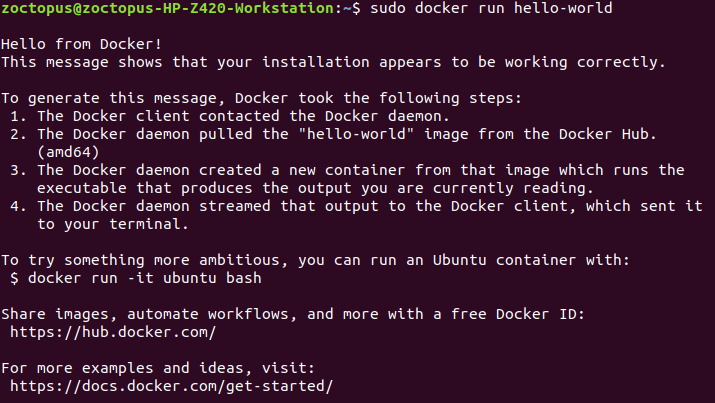 zoctopus@zoctopus-HP-Z420-Workstation:~$ sudo docker run hello-world
Hello from Docker!
This message shows that your installation appears to be working correctly.
To generate this message, Docker took the following steps:
1. The Docker client contacted the Docker daemon.
2. The Docker daemon pulled the "hello-world" image from the Docker Hub.
(amd64)
3. The Docker daemon created a new container from that image which runs the
executable that produces the output you are currently reading.
4. The Docker daemon streamed that output to the Docker client, which sent it
to your terminal.
To try something more ambitious, you can run an Ubuntu container with:
$ docker run -it ubuntu bash
Share images, automate workflows, and more with a free Docker ID:
https://hub.docker.com/
For more examples and ideas, visit:
https://docs.docker.com/get-started/